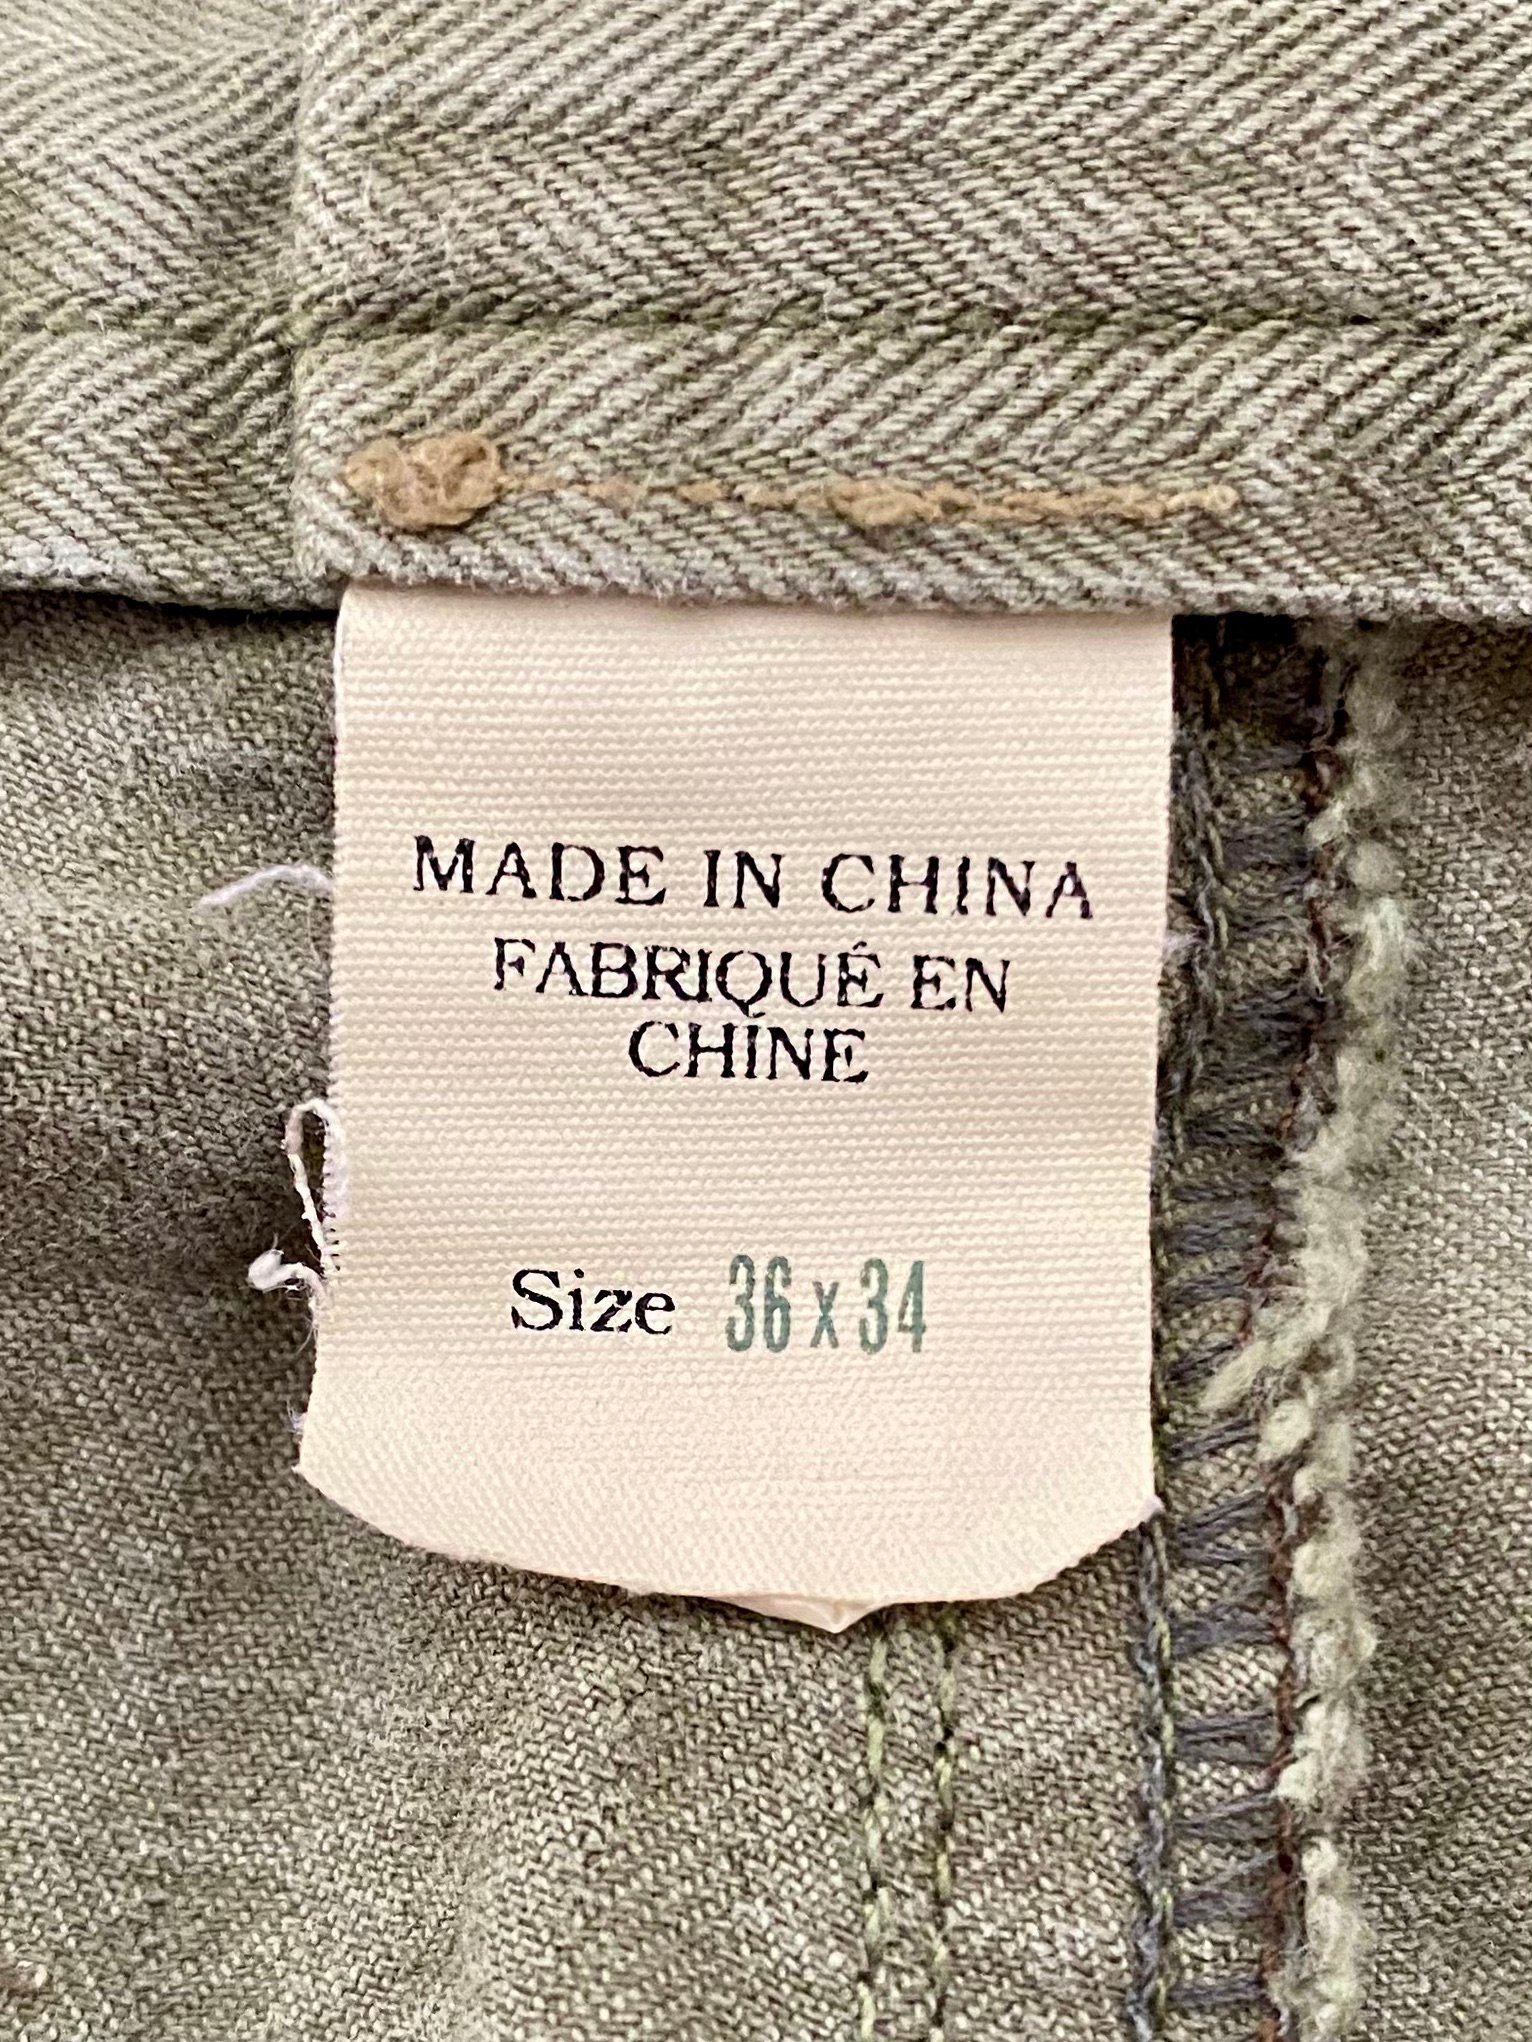 MADE IN CHINA
FABRIQUÉ EN
CHINE
Size 36 x 34